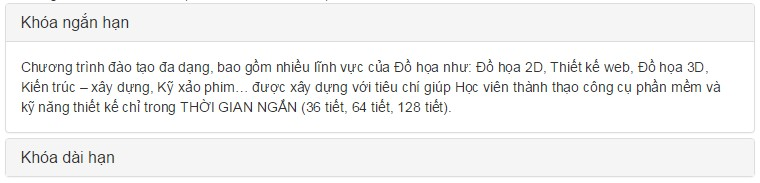 Khóa ngắn hạn
Chương trình đào tạo đa dạng, bao gồm nhiều lĩnh vực của Đồ họa như: Đồ họa 2D, Thiết kế web, Đồ họa 3D,
Kiến trúc – xây dựng, Kỹ xảo phim… được xây dựng với tiêu chí giúp Học viên thành thạo công cụ phần mềm và
kỹ năng thiết kế chỉ trong THỜI GIAN NGẮN (36 tiết, 64 tiết, 128 tiết).
Khóa dài hạn